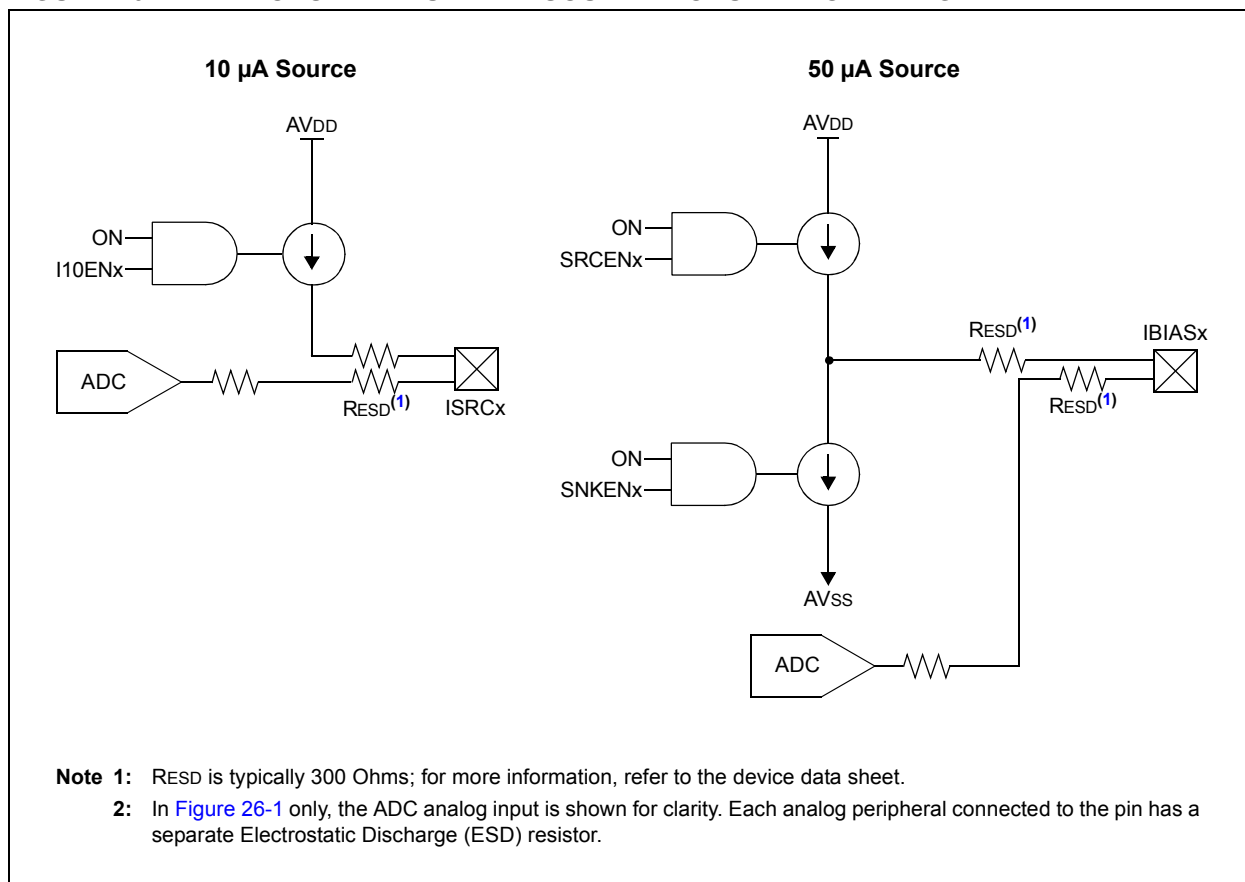 10 µA Source
50 µA Source
AVDD
AVDD
ON
I10ENx
ON
SRCENx
RESD(1)
IBIASx
ADC
RESD(1)
ISRCx
RESD(1)
ON
SNKENx
AVSS
ADC
Note 1: RESD is typically 300 Ohms; for more information, refer to the device data sheet.
2: In Figure 26-1 only, the ADC analog input is shown for clarity. Each analog peripheral connected to the pin has a
separate Electrostatic Discharge (ESD) resistor.